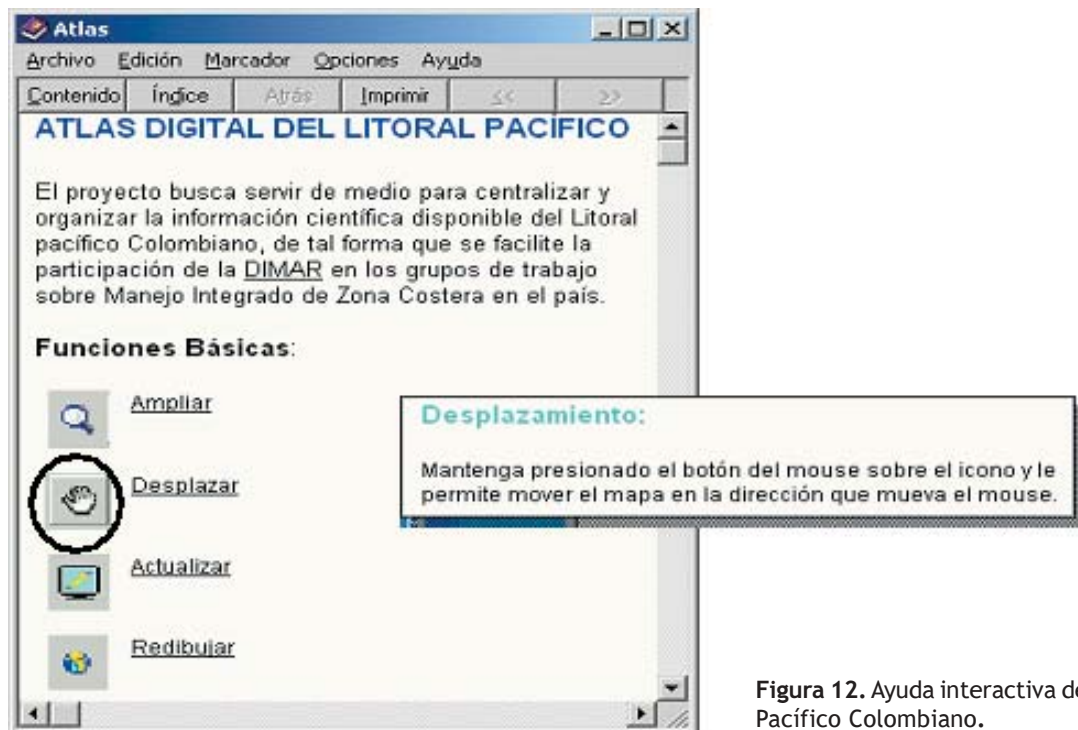 Atlas
Archivo Edición Marcador Opciones Ayuda
Contenido Índice Atrás Imprimir << >>
ATLAS DIGITAL DEL LITORAL PACÍFICO
El proyecto busca servir de medio para centralizar y
organizar la información científica disponible del Litoral
pacífico Colombiano, de tal forma que se facilite la
participación de la DIMAR en los grupos de trabajo
sobre Manejo Integrado de Zona Costera en el país.
Funciones Básicas:
Ampliar
Desplazamiento:
Mantenga presionado el botón del mouse sobre el icono y le
permite mover el mapa en la dirección que mueva el mouse.
Desplazar
Actualizar
Redibujar
Figura 12. Ayuda interactiva de
Pacífico Colombiano.